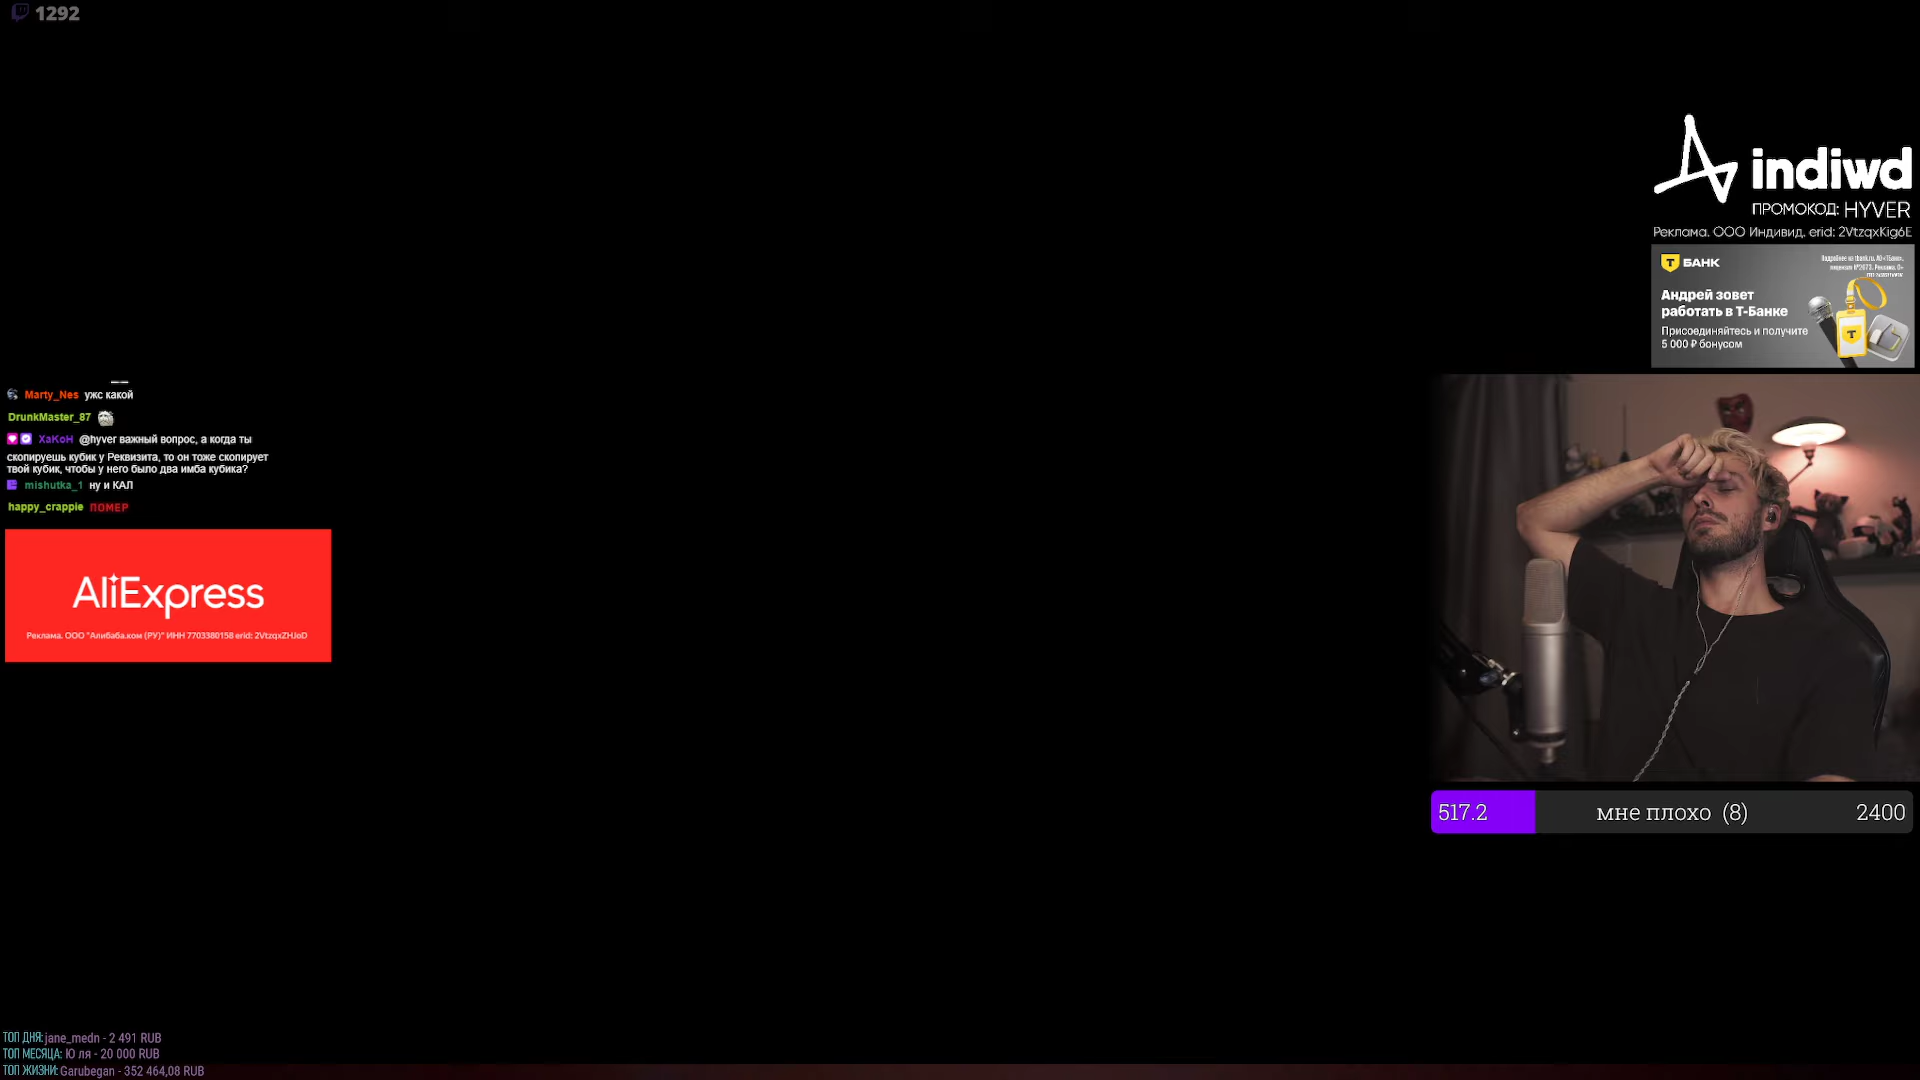 1292
indiwd
ПРОМОКОД: HYVER
Реклама. ООО Индивид. erid: 2VtzqxKig6E
Т БАНК
Андрей зовет
работать в Т-Банке
Присоединяйтесь и получите
5 000 ₽ бонусом
Marty_Nes ужс какой
DrunkMaster_87
XaKoH @hyver важный вопрос, а когда ты
скопируешь кубик у Реквизита, то он тоже скопирует
твой кубик, чтобы у него было два имба кубика?
mishutka_1 ну и КАЛ
happy_crappie ПОМЕР
AliExpress
Реклама. ООО "Алибаба.ком (РУ)" ИНН 7703380158 erid: 2VtzqxZHJoD
517.2 мне плохо (8) 2400
ТОП ДНЯ: jane_medn - 2 491 RUB
ТОП МЕСЯЦА: Ю ля - 20 000 RUB
ТОП ЖИЗНИ: Garubegan - 352 464,08 RUB